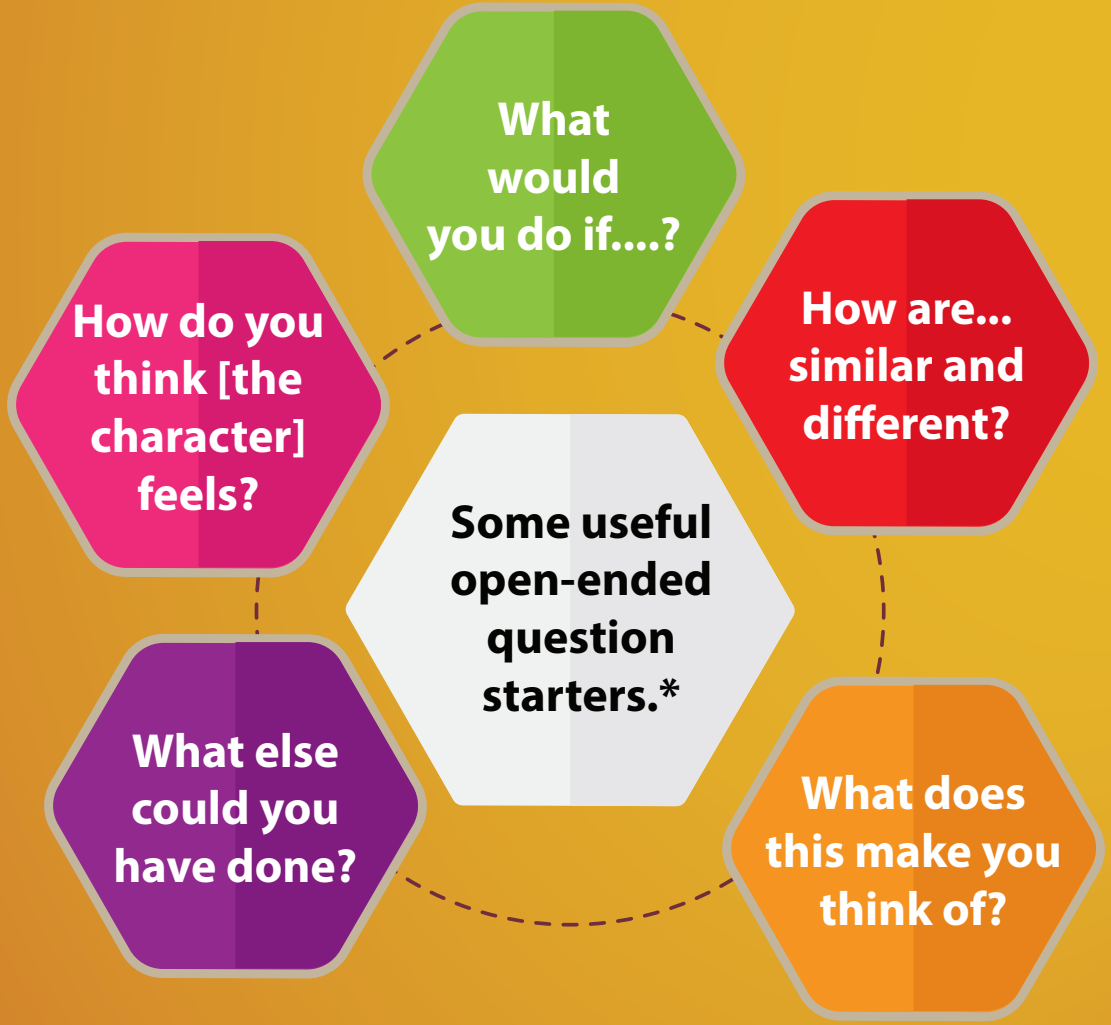 What
would
you do if....?
How are...
similar and
different?
How do you
think [the
character]
feels?
Some useful
open-ended
question
starters.*
What else
could you
have done?
What does
this make you
think of?